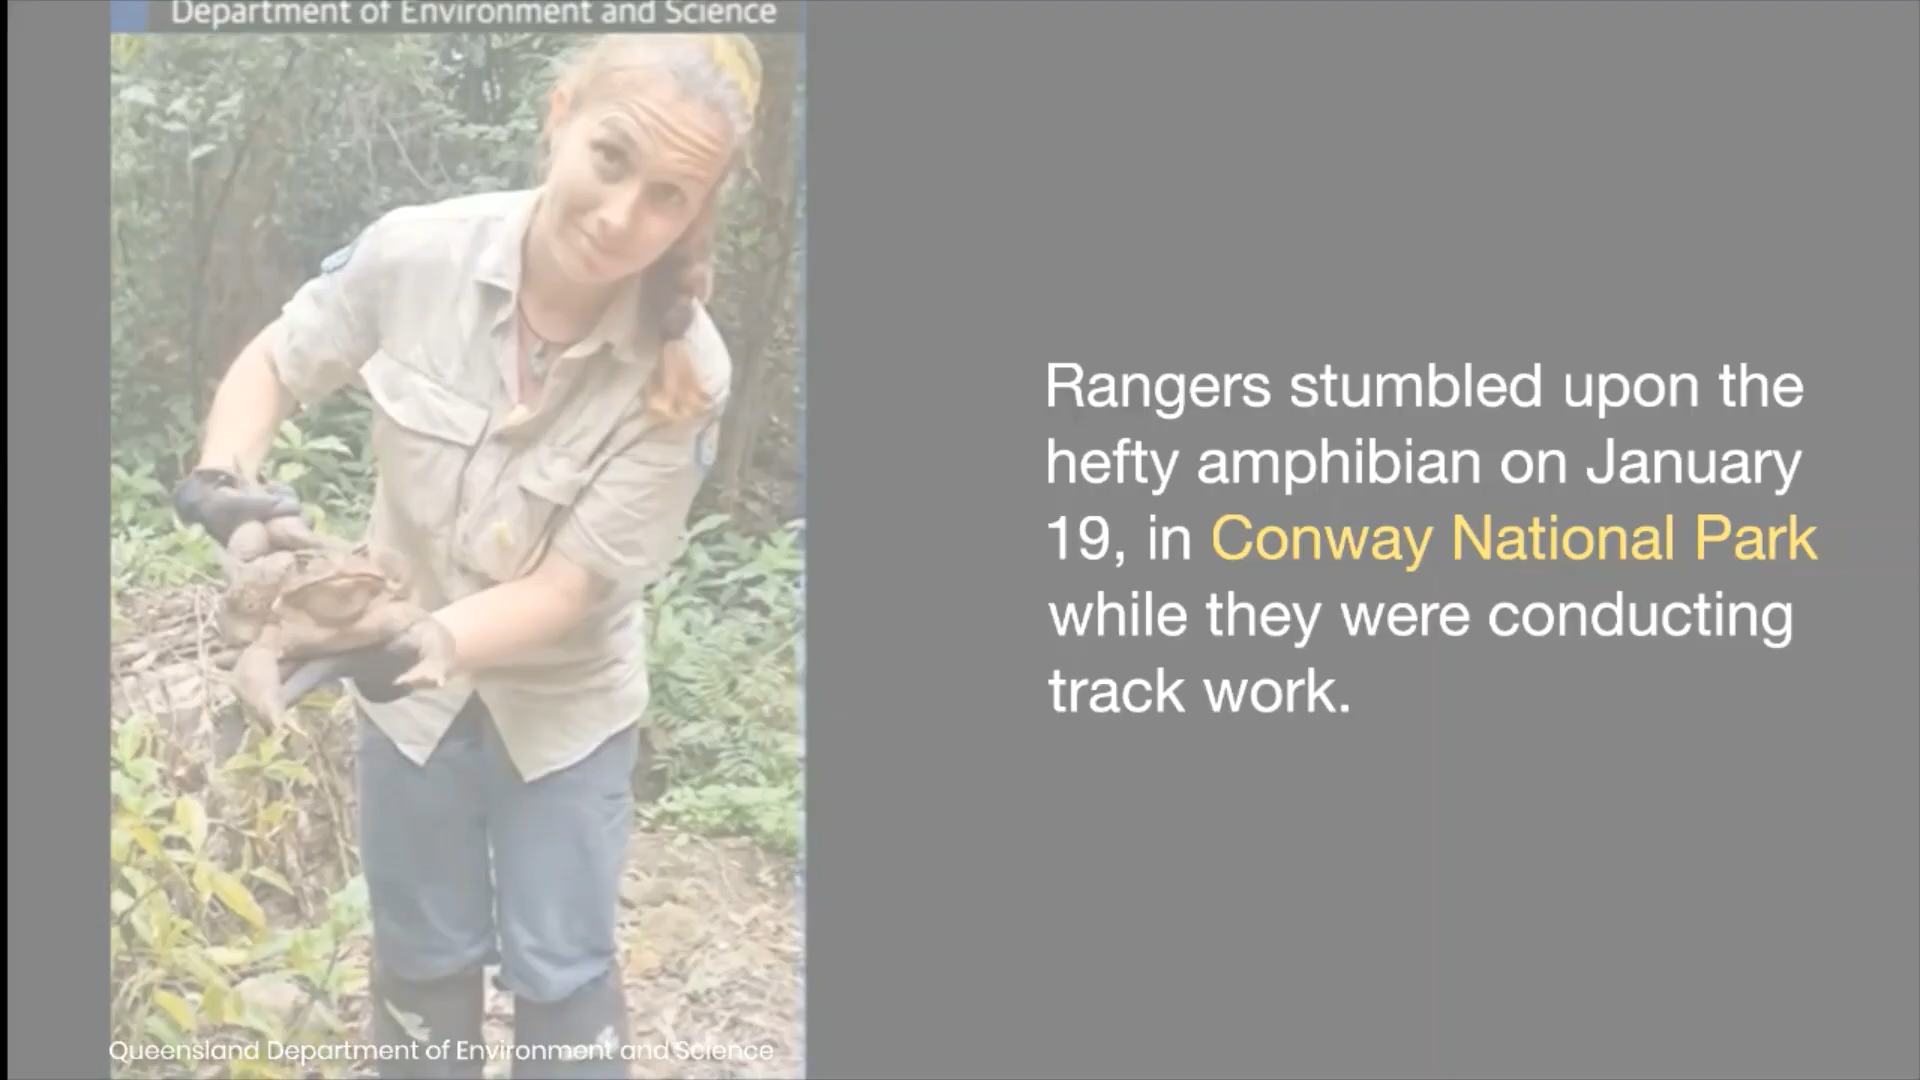 Department of Environment and Science
Rangers stumbled upon the
hefty amphibian on January
19, in Conway National Park
while they were conducting
track work.
Queensland Department of Environment and Science